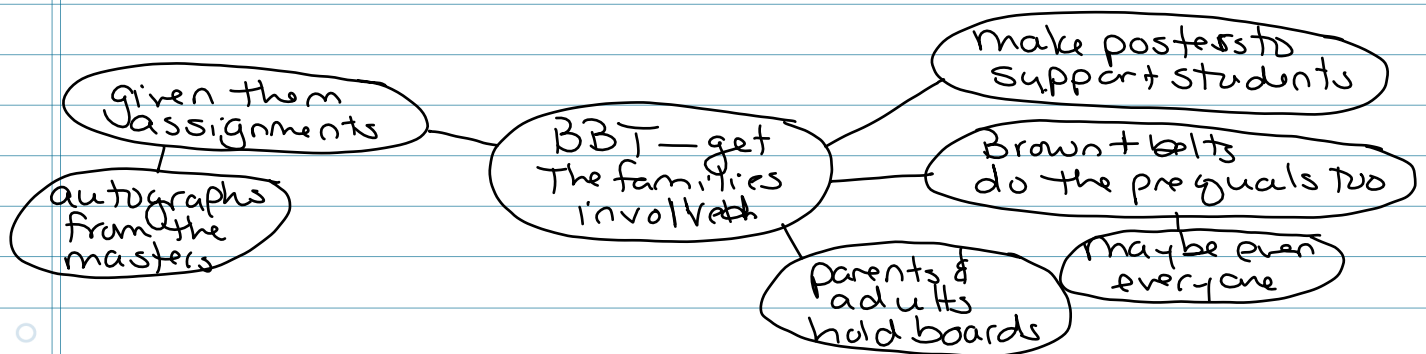 given them
assignments
autographs
from the
masters
BBT — get
The families
involved
make posters to
support students
Brown + belts
do the prequals too
maybe even
everyone
parents &
adults
hold boards